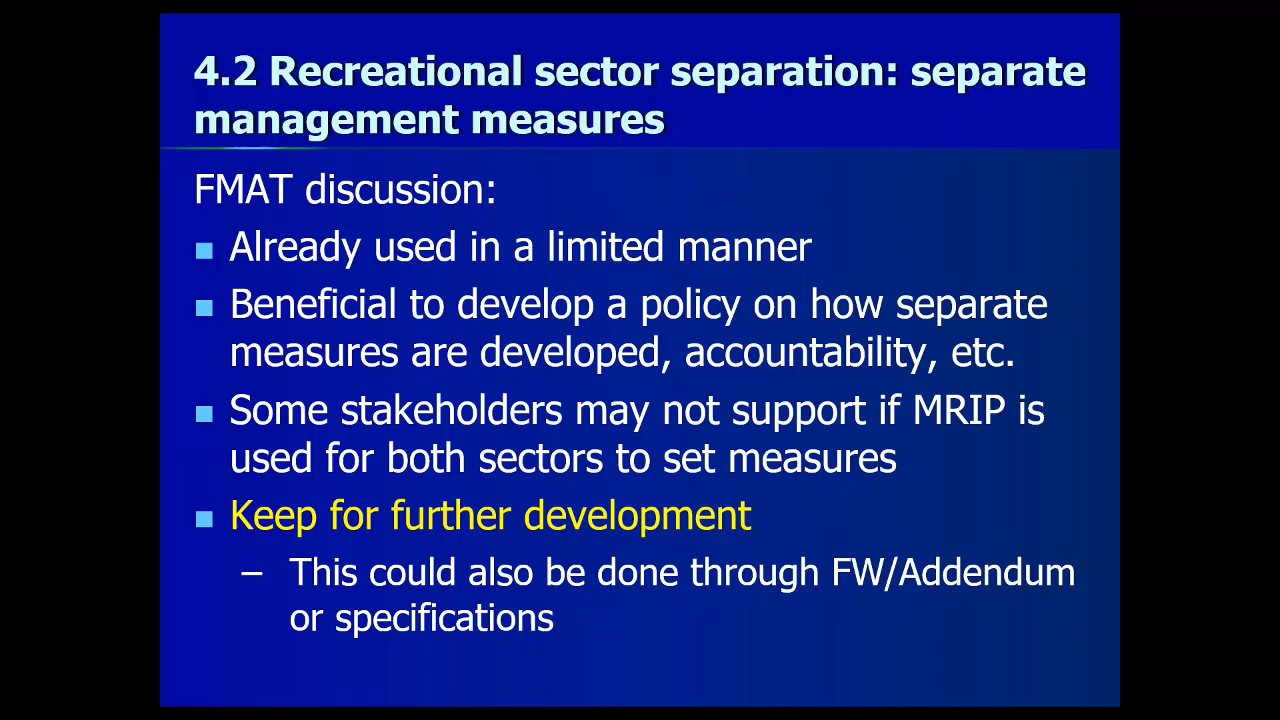 4.2 Recreational sector separation: separate
management measures
FMAT discussion:
Already used in a limited manner
Beneficial to develop a policy on how separate
measures are developed, accountability, etc.
Some stakeholders may not support if MRIP is
used for both sectors to set measures
Keep for further development
– This could also be done through FW/Addendum
or specifications